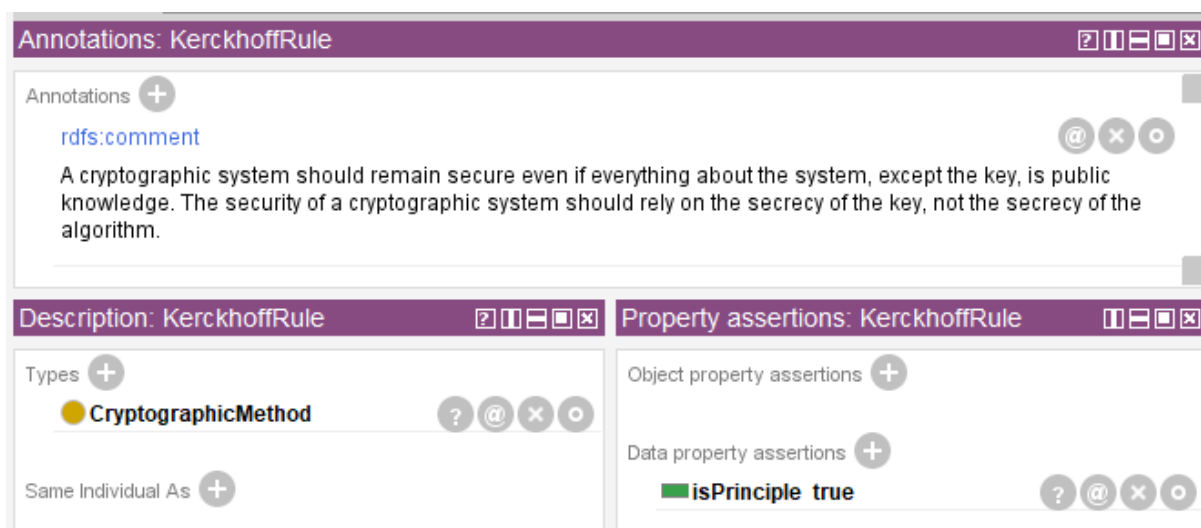 Annotations: KerckhoffRule
Annotations
rdfs:comment
A cryptographic system should remain secure even if everything about the system, except the key, is public
knowledge. The security of a cryptographic system should rely on the secrecy of the key, not the secrecy of the
algorithm.
Description: KerckhoffRule
Types
CryptographicMethod
Same Individual As
Property assertions: KerckhoffRule
Object property assertions
Data property assertions
isPrinciple true